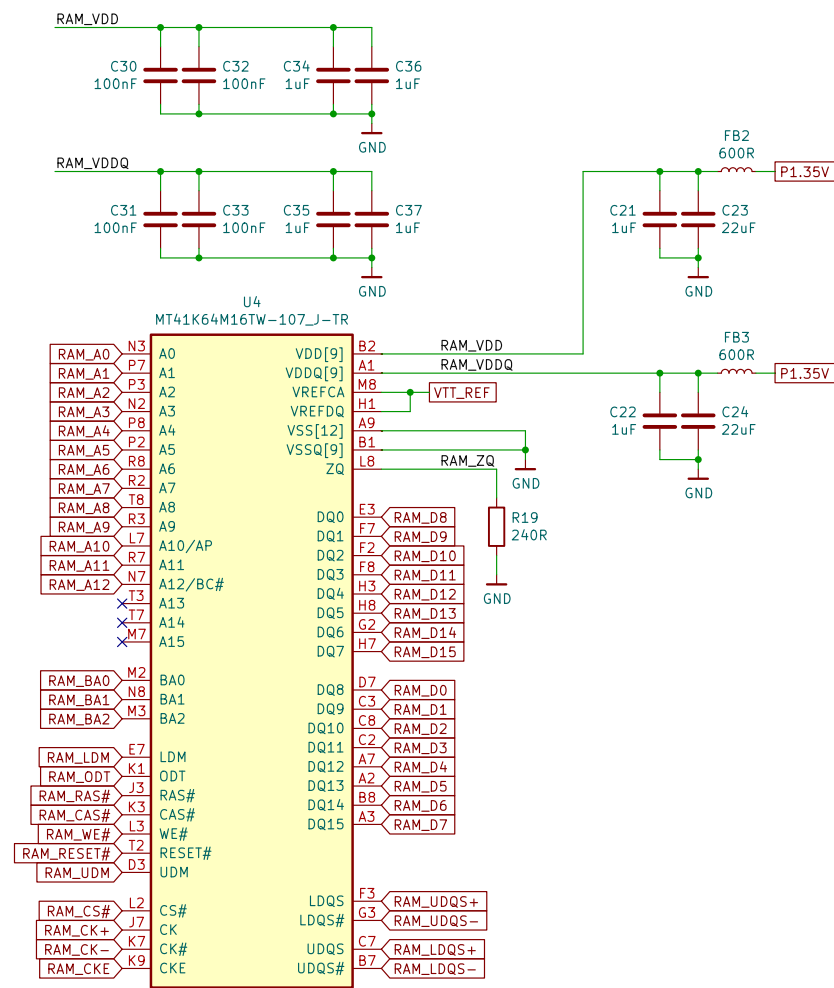 RAM_VDD
C30
100nF
C32
100nF
C34
1uF
C36
1uF
GND
RAM_VDDQ
C31
100nF
C33
100nF
C35
1uF
C37
1uF
GND
FB2
600R
P1.35V
C21
1uF
C23
22uF
GND
U4
MT41K64M16TW-107_J-TR
RAM_A0 N3 A0
RAM_A1 P7 A1
RAM_A2 P3 A2
RAM_A3 N2 A3
RAM_A4 P8 A4
RAM_A5 P2 A5
RAM_A6 R8 A6
RAM_A7 R2 A7
RAM_A8 T8 A8
RAM_A9 R3 A9
RAM_A10 L7 A10/AP
RAM_A11 R7 A11
RAM_A12 N7 A12/BC#
T3 A13
T7 A14
M7 A15
RAM_BA0 M2 BA0
RAM_BA1 N8 BA1
RAM_BA2 M3 BA2
RAM_LDM E7 LDM
RAM_ODT K1 ODT
RAM_RAS# J3 RAS#
RAM_CAS# K3 CAS#
RAM_WE# L3 WE#
RAM_RESET# T2 RESET#
RAM_UDM D3 UDM
RAM_CS# L2 CS#
RAM_CK+ J7 CK
RAM_CK- K7 CK#
RAM_CKE K9 CKE
VDD[9] B2 RAM_VDD
VDDQ[9] A1 RAM_VDDQ
VREFCA M8 VTT_REF
VREFDQ H1
VSS[12] A9
VSSQ[9] B1
GND
ZQ L8 RAM_ZQ
R19
240R
GND
DQ0 E3 RAM_D8
DQ1 F7 RAM_D9
DQ2 F2 RAM_D10
DQ3 F8 RAM_D11
DQ4 H3 RAM_D12
DQ5 H8 RAM_D13
DQ6 G2 RAM_D14
DQ7 H7 RAM_D15
DQ8 D7 RAM_D0
DQ9 C3 RAM_D1
DQ10 C8 RAM_D2
DQ11 C2 RAM_D3
DQ12 A7 RAM_D4
DQ13 A2 RAM_D5
DQ14 B8 RAM_D6
DQ15 A3 RAM_D7
LDQS F3 RAM_UDQS+
LDQS# G3 RAM_UDQS-
UDQS C7 RAM_LDQS+
UDQS# B7 RAM_LDQS-
FB3
600R
P1.35V
C22
1uF
C24
22uF
GND